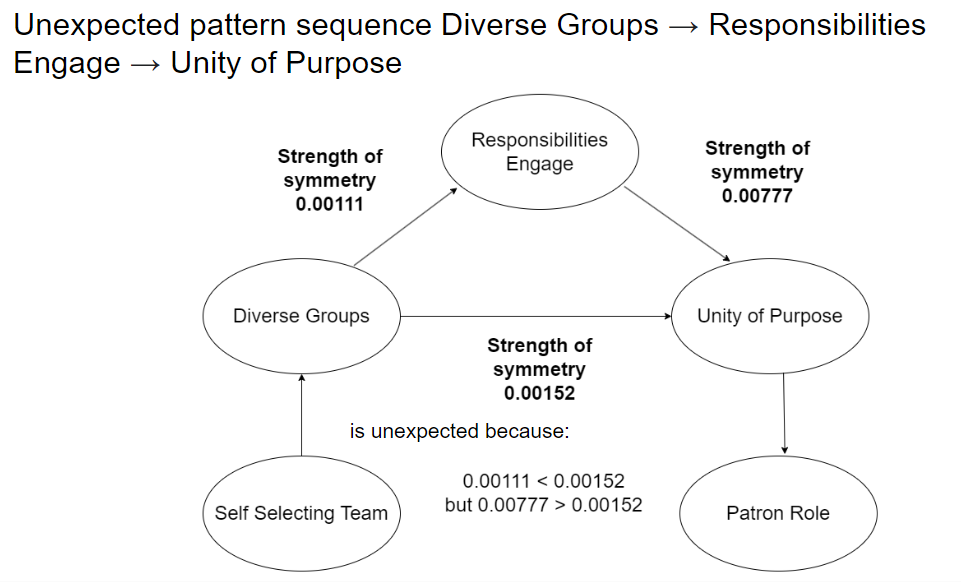 Unexpected pattern sequence Diverse Groups → Responsibilities
Engage → Unity of Purpose
Responsibilities
Engage
Strength of
symmetry
0.00111
Strength of
symmetry
0.00777
Diverse Groups
Unity of Purpose
Strength of
symmetry
0.00152
is unexpected because:
0.00111 < 0.00152
but 0.00777 > 0.00152
Self Selecting Team
Patron Role